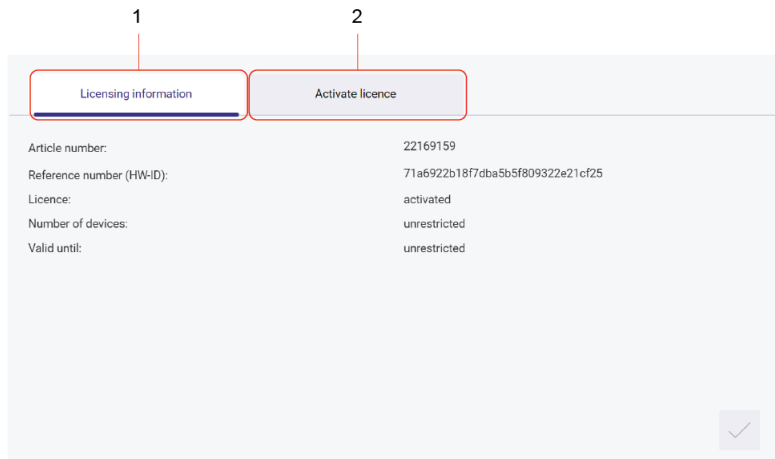 1 2
Licensing information Activate licence
Article number: 22169159
Reference number (HW-ID): 71a6922b18f7dba5b5f809322e21cf25
Licence: activated
Number of devices: unrestricted
Valid until: unrestricted